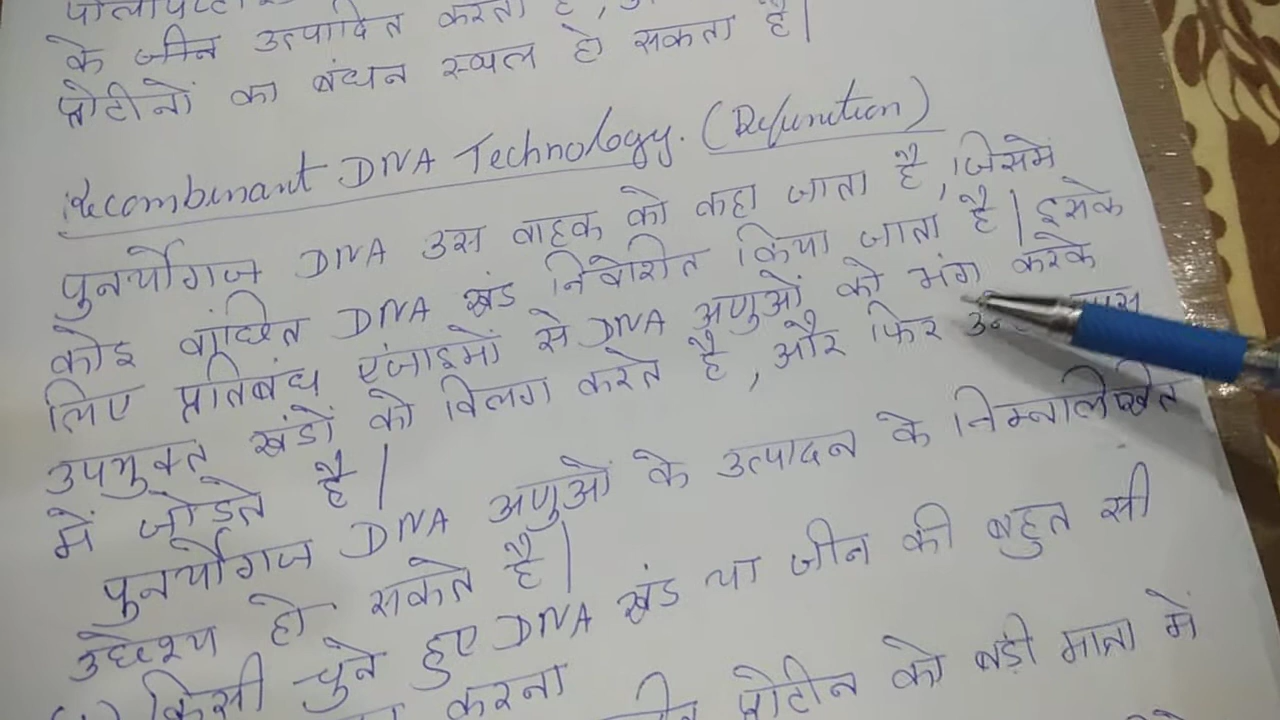 के जीन उत्पादित करता है,
प्रोटीनों का बंधन स्थल हो सकता है।
Recombinant DNA Technology. (Defunition)
पुनर्योगज DNA उस वाहक को कहा जाता है, जिसमें
कोइ वांछित DNA खंड निवेशित किया जाता है। इसके
लिए प्रतिबंध एंजाइमों से DNA अणुओं को भंग करके
उपयुक्त खंडों को विलग करते है, और फिर
में जोड़ते है।
पुनर्योगज DNA अणुओं के उत्पादन के निम्नलिखित
उद्देश्य हो सकते है।
किसी चुने हुए DNA खंड या जीन की बहुत सी
करना
प्रोटीन को बड़ी मात्रा में